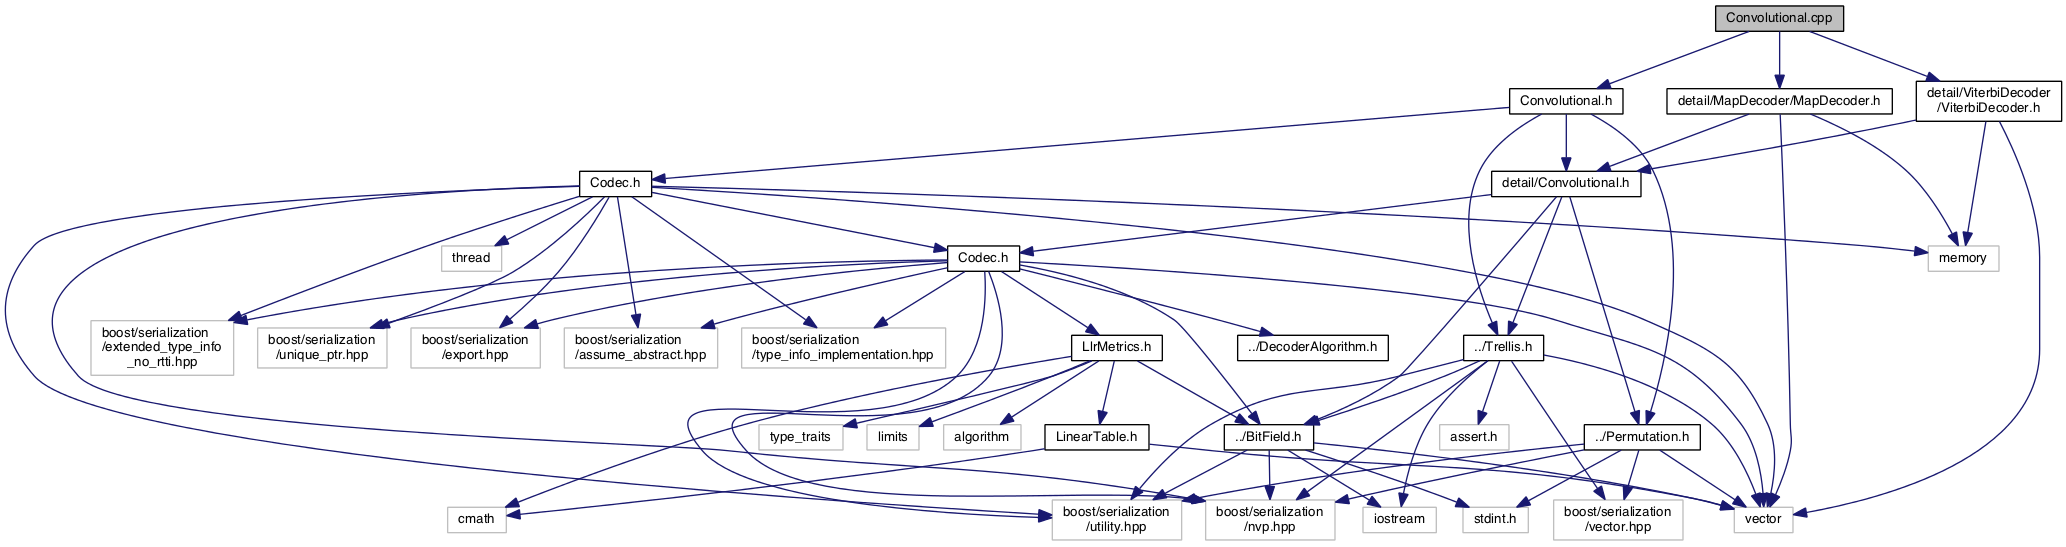 Convolutional.cpp
Convolutional.h
detail/MapDecoder/MapDecoder.h
detail/ViterbiDecoder
/ViterbiDecoder.h
Codec.h
detail/Convolutional.h
thread
Codec.h
memory
boost/serialization
/extended_type_info
_no_rtti.hpp
boost/serialization
/unique_ptr.hpp
boost/serialization
/export.hpp
boost/serialization
/assume_abstract.hpp
boost/serialization
/type_info_implementation.hpp
LlrMetrics.h
../DecoderAlgorithm.h
../Trellis.h
type_traits
limits
algorithm
LinearTable.h
../BitField.h
assert.h
../Permutation.h
cmath
boost/serialization
/utility.hpp
boost/serialization
/nvp.hpp
iostream
stdint.h
boost/serialization
/vector.hpp
vector